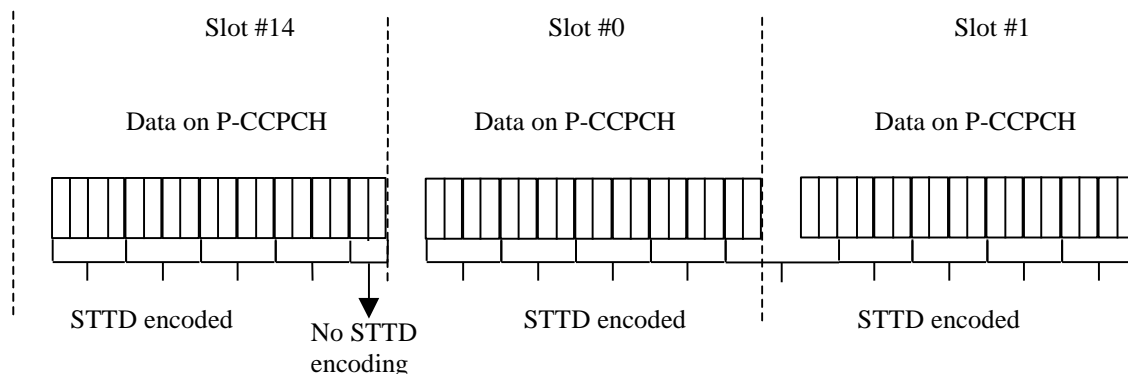 Slot #14
Slot #0
Slot #1
Data on P-CCPCH
Data on P-CCPCH
Data on P-CCPCH
STTD encoded
STTD encoded
STTD encoded
No STTD
encoding